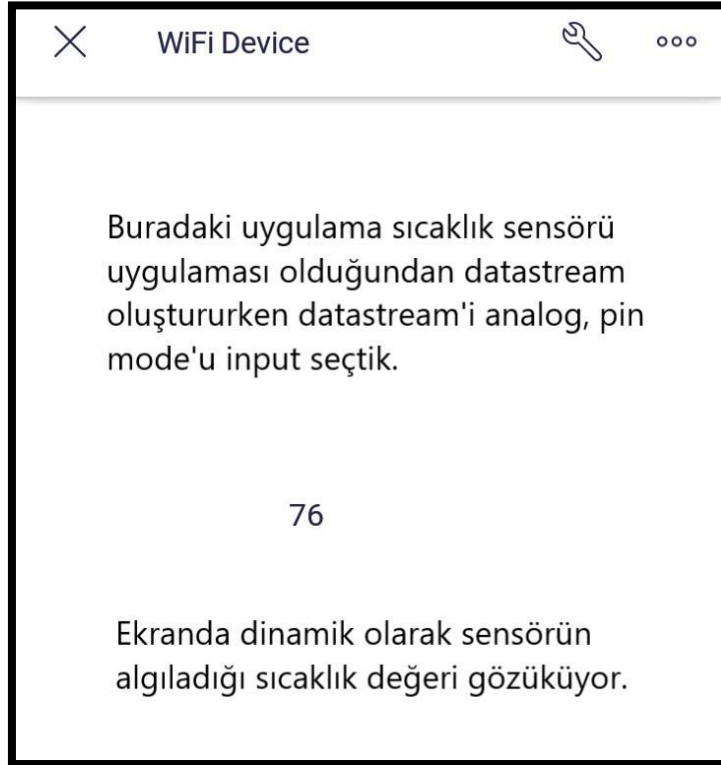 WiFi Device
Buradaki uygulama sıcaklık sensörü
uygulaması olduğundan datastream
oluştururken datastream'i analog, pin
mode'u input seçtik.
76
Ekranda dinamik olarak sensörün
algıladığı sıcaklık değeri gözüküyor.